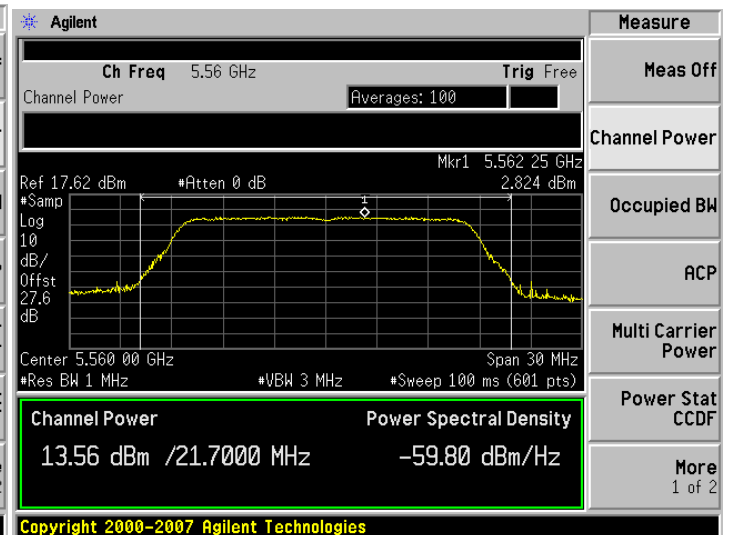 Agilent
Measure
Ch Freq 5.56 GHz Trig Free
Channel Power Averages: 100
Mkr1 5.562 25 GHz
Ref 17.62 dBm #Atten 0 dB 2.824 dBm
#Samp
Log
10
dB/
Offst
27.6
dB
1
Center 5.560 00 GHz Span 30 MHz
#Res BW 1 MHz #VBW 3 MHz #Sweep 100 ms (601 pts)
Channel Power Power Spectral Density
13.56 dBm /21.7000 MHz -59.80 dBm/Hz
Copyright 2000-2007 Agilent Technologies
Meas Off
Channel Power
Occupied BW
ACP
Multi Carrier
Power
Power Stat
CCDF
More
1 of 2